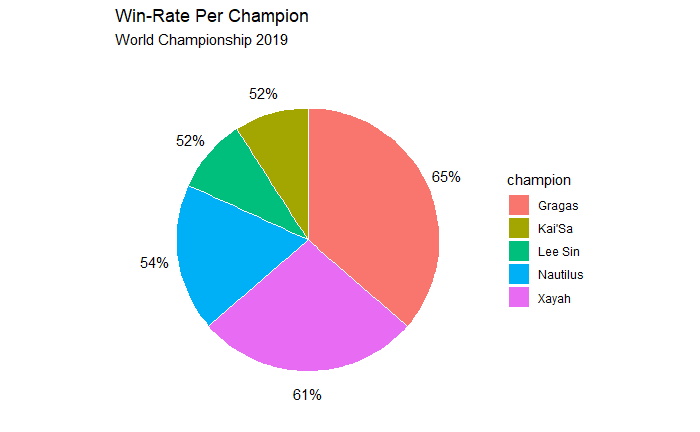 Win-Rate Per Champion
World Championship 2019
52%
52%
65%
54%
61%
champion
Gragas
Kai'Sa
Lee Sin
Nautilus
Xayah